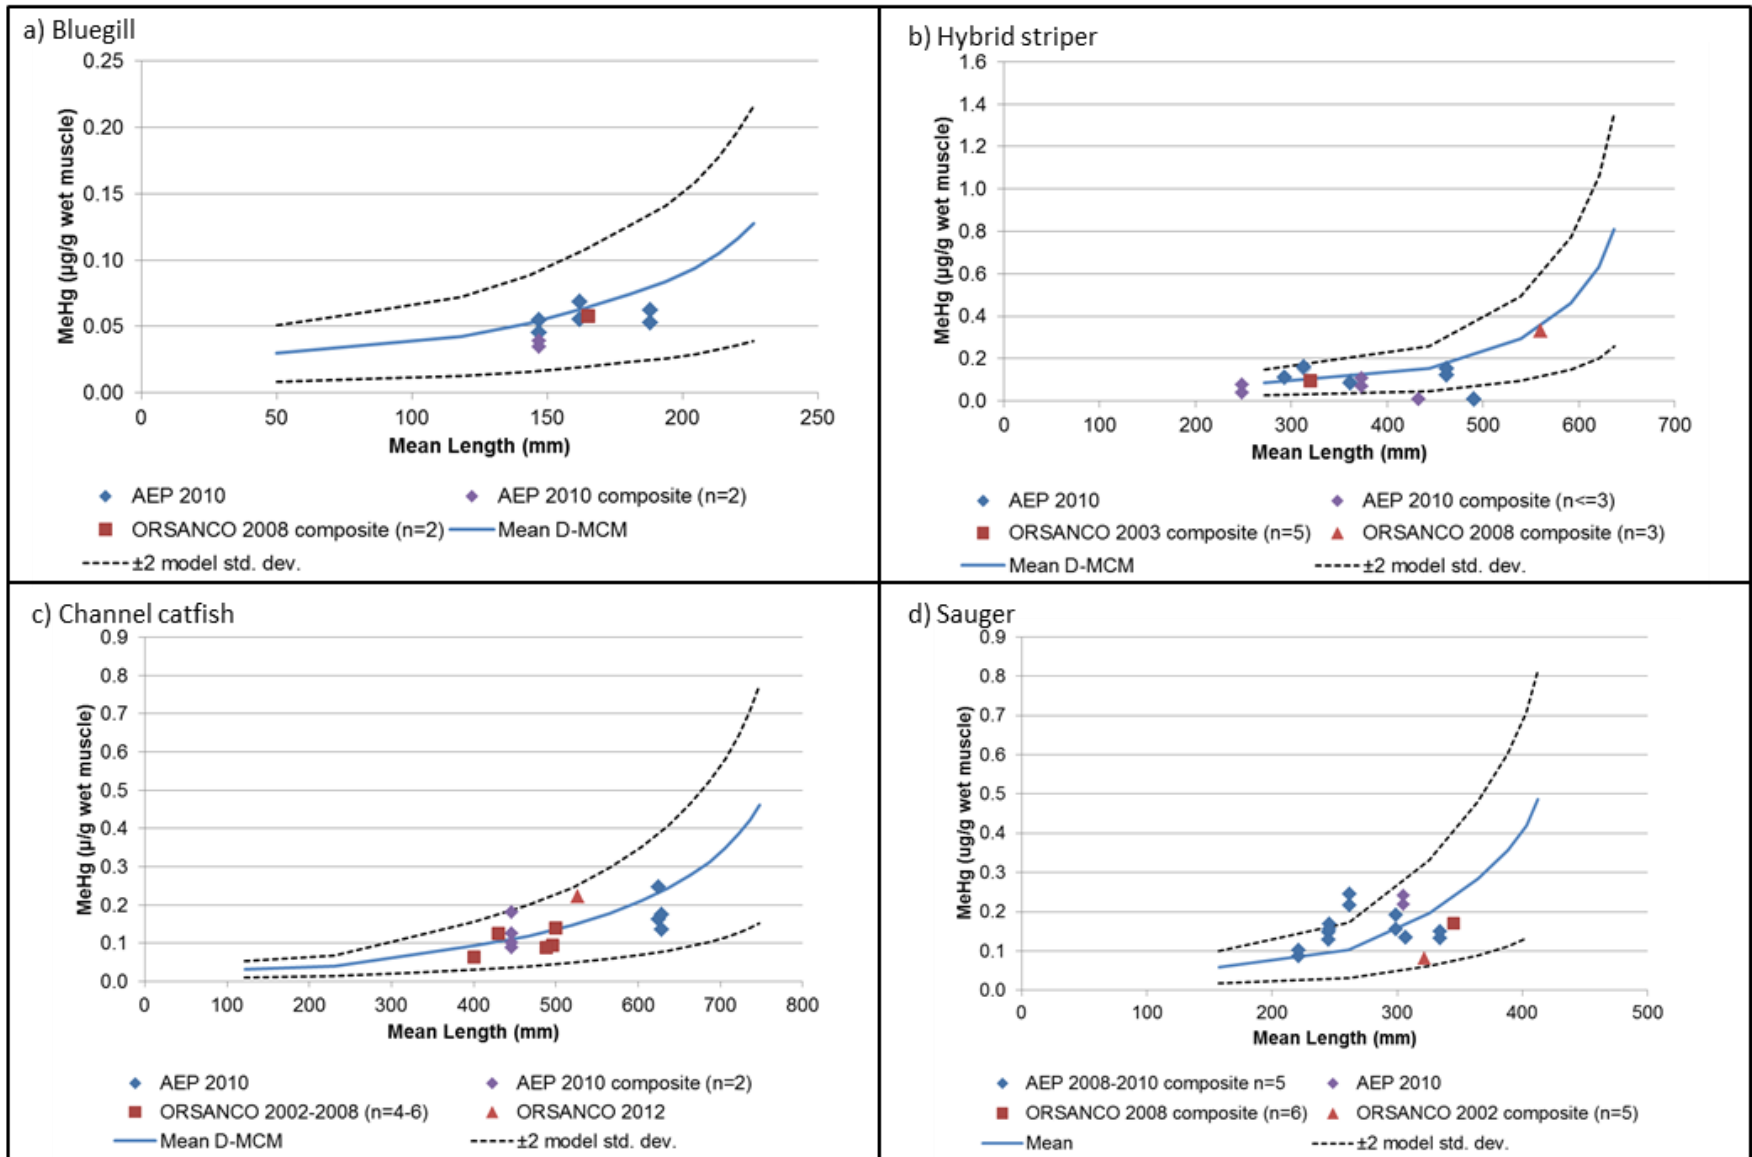 a) Bluegill
0.25
0.20
0.15
0.10
0.05
0.00
MeHg (µg/g wet muscle)
0 50 100 150 200 250
Mean Length (mm)
AEP 2010
AEP 2010 composite (n=2)
ORSANCO 2008 composite (n=2)
Mean D-MCM
±2 model std. dev.
b) Hybrid striper
1.6
1.4
1.2
1.0
0.8
0.6
0.4
0.2
0.0
MeHg (µg/g wet muscle)
0 100 200 300 400 500 600 700
Mean Length (mm)
AEP 2010
AEP 2010 composite (n<=3)
ORSANCO 2003 composite (n=5)
ORSANCO 2008 composite (n=3)
Mean D-MCM
±2 model std. dev.
c) Channel catfish
0.9
0.8
0.7
0.6
0.5
0.4
0.3
0.2
0.1
0.0
MeHg (µ/g wet muscle)
0 100 200 300 400 500 600 700 800
Mean Length (mm)
AEP 2010
AEP 2010 composite (n=2)
ORSANCO 2002-2008 (n=4-6)
ORSANCO 2012
Mean D-MCM
±2 model std. dev.
d) Sauger
0.9
0.8
0.7
0.6
0.5
0.4
0.3
0.2
0.1
0.0
MeHg (ug/g wet muscle)
0 100 200 300 400 500
Mean Length (mm)
AEP 2008-2010 composite n=5
AEP 2010
ORSANCO 2008 composite (n=6)
ORSANCO 2002 composite (n=5)
Mean
±2 model std. dev.